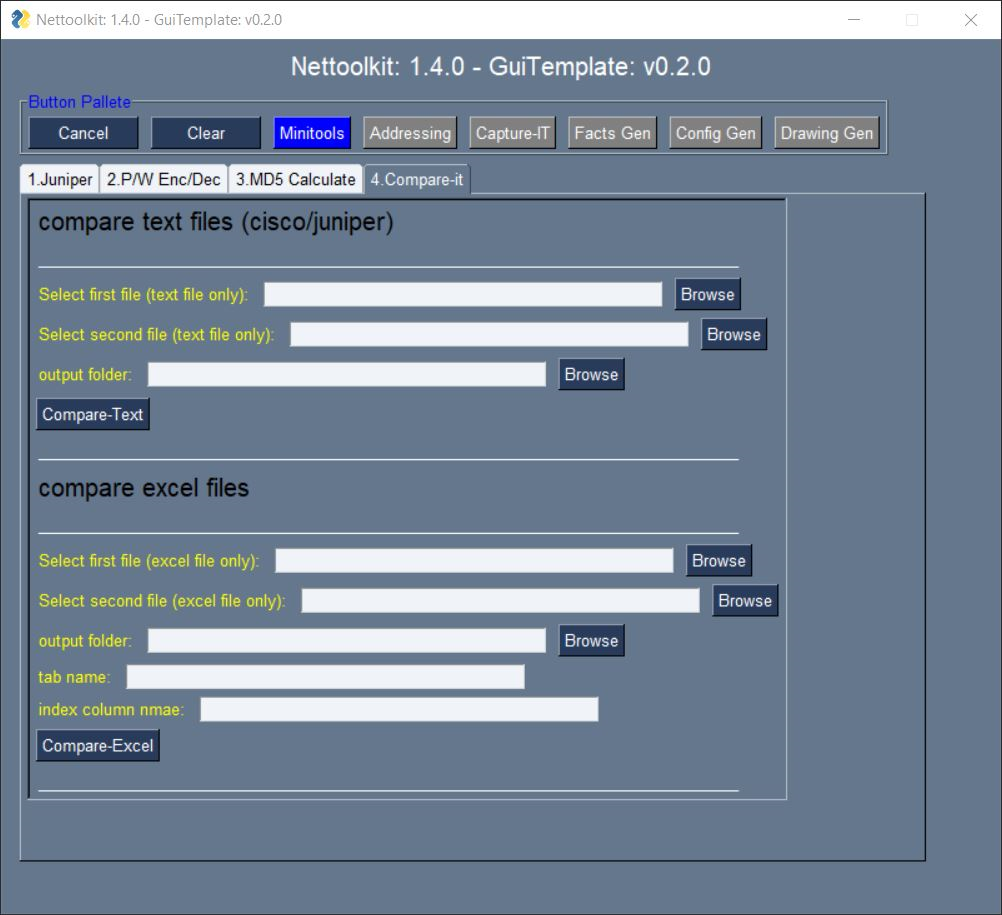 Nettoolkit: 1.4.0 - GuiTemplate: v0.2.0
Nettoolkit: 1.4.0 - GuiTemplate: v0.2.0
Button Pallete
Cancel Clear Minitools Addressing Capture-IT Facts Gen Config Gen Drawing Gen
1.Juniper 2.P/W Enc/Dec 3.MD5 Calculate 4.Compare-it
compare text files (cisco/juniper)
Select first file (text file only): Browse
Select second file (text file only): Browse
output folder: Browse
Compare-Text
compare excel files
Select first file (excel file only): Browse
Select second file (excel file only): Browse
output folder: Browse
tab name:
index column nmae:
Compare-Excel